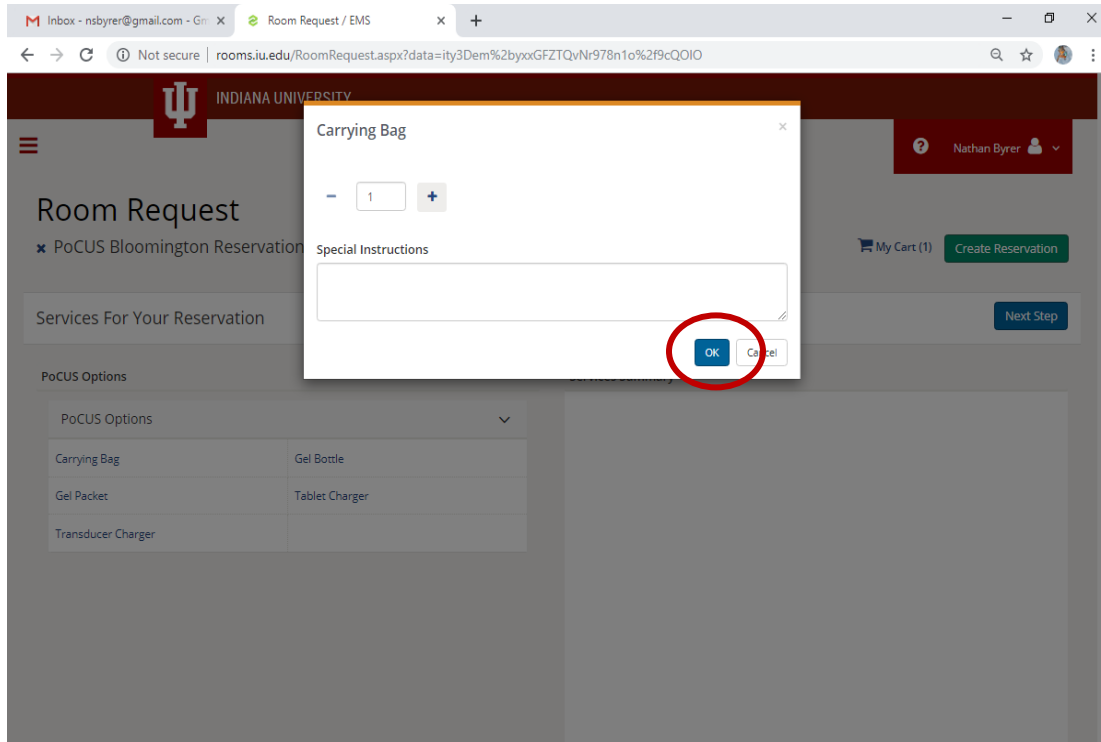 Inbox - nsbyrer@gmail.com - Gm
Room Request / EMS
Not secure | rooms.iu.edu/RoomRequest.aspx?data=ity3Dem%2byxxGFZTQvNr978n1o%2f9cQOIO
INDIANA UNIVERSITY
Carrying Bag
Nathan Byrer
1
Room Request
PoCUS Bloomington Reservation
Special Instructions
My Cart (1) Create Reservation
Services For Your Reservation
Next Step
OK Cancel
PoCUS Options
Services Summary
PoCUS Options
Carrying Bag Gel Bottle
Gel Packet Tablet Charger
Transducer Charger